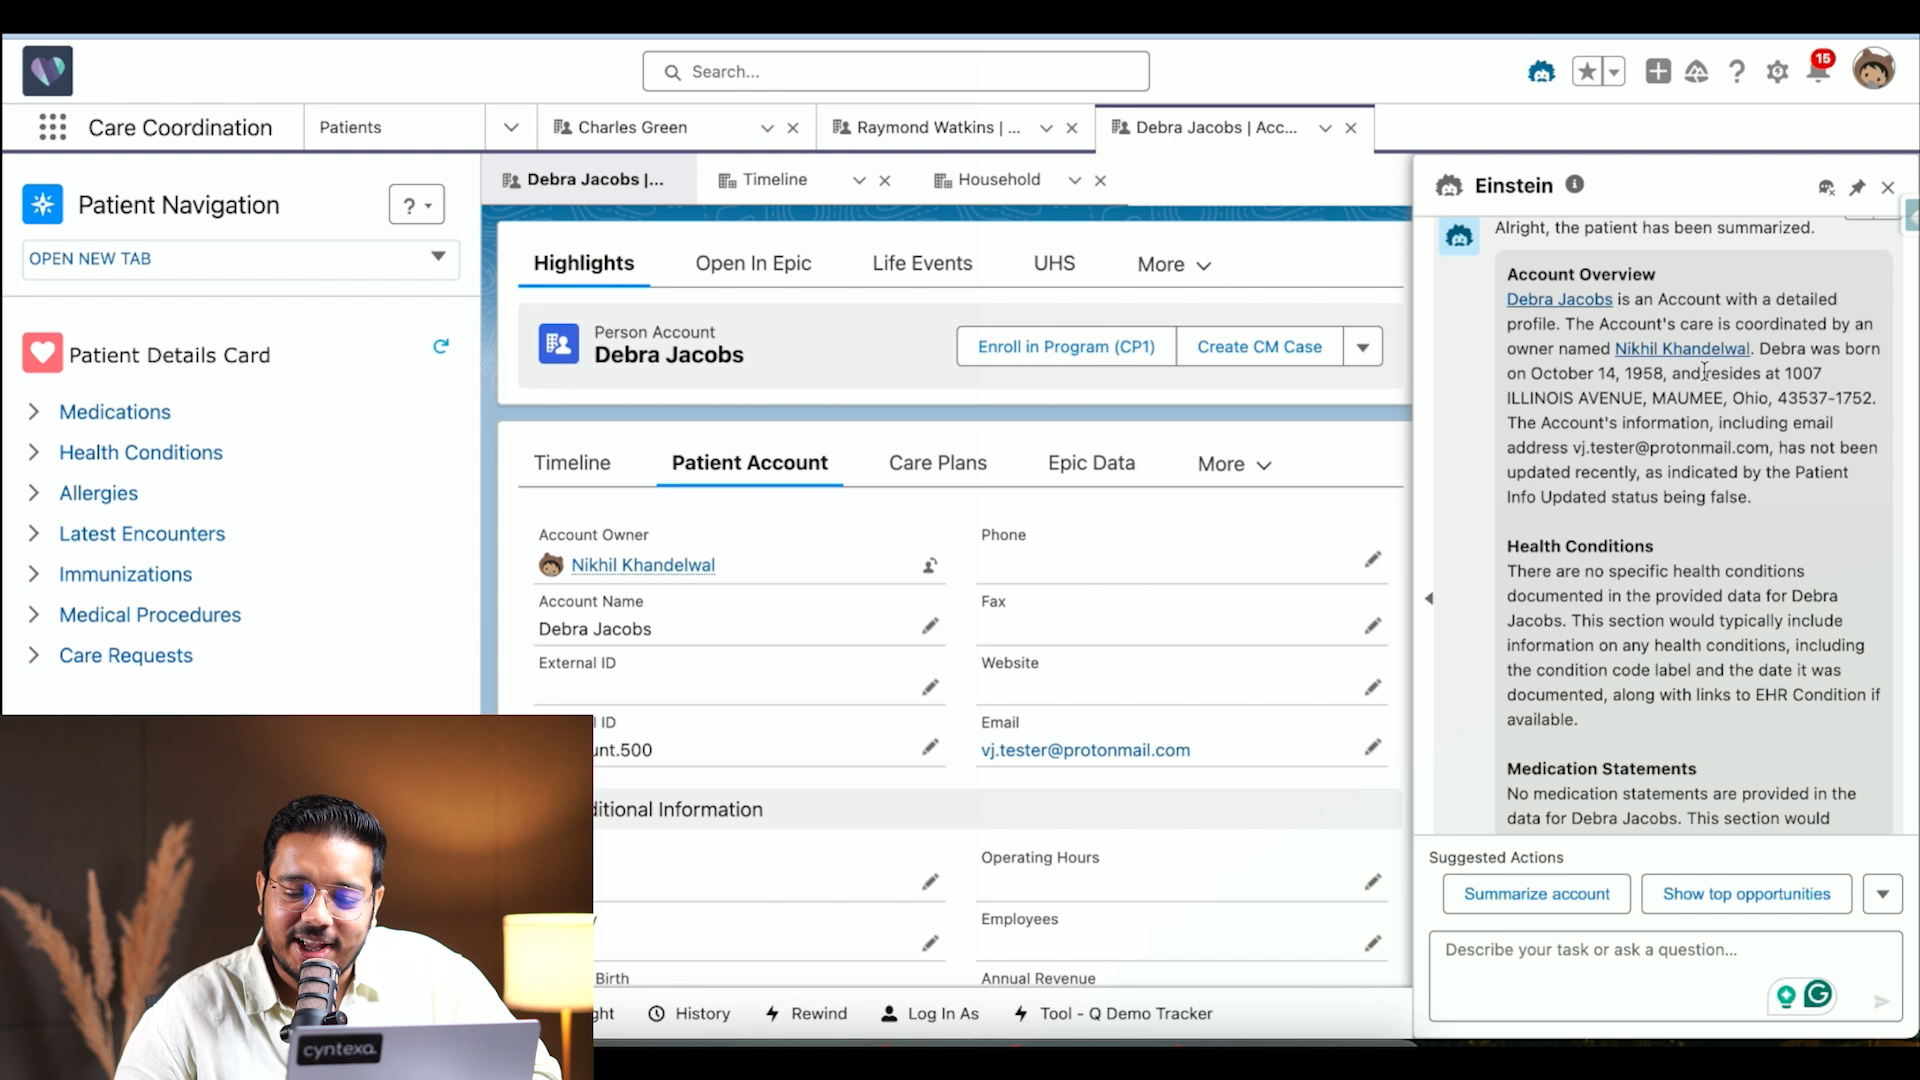 Search...
15
Care Coordination
Patients
Charles Green
Raymond Watkins | ...
Debra Jacobs | Acc...
Patient Navigation
?
OPEN NEW TAB
Patient Details Card
Medications
Health Conditions
Allergies
Latest Encounters
Immunizations
Medical Procedures
Care Requests
Debra Jacobs |...
Timeline
Household
Highlights
Open In Epic
Life Events
UHS
More
Person Account
Debra Jacobs
Enroll in Program (CP1)
Create CM Case
Timeline
Patient Account
Care Plans
Epic Data
More
Account Owner
Nikhil Khandelwal
Phone
Account Name
Debra Jacobs
Fax
External ID
Website
ID
unt.500
Email
vj.tester@protonmail.com
ditional Information
Operating Hours
Employees
Birth
Annual Revenue
ght
History
Rewind
Log In As
Tool - Q Demo Tracker
Einstein
Alright, the patient has been summarized.
Account Overview
Debra Jacobs is an Account with a detailed
profile. The Account's care is coordinated by an
owner named Nikhil Khandelwal. Debra was born
on October 14, 1958, and resides at 1007
ILLINOIS AVENUE, MAUMEE, Ohio, 43537-1752.
The Account's information, including email
address vj.tester@protonmail.com, has not been
updated recently, as indicated by the Patient
Info Updated status being false.
Health Conditions
There are no specific health conditions
documented in the provided data for Debra
Jacobs. This section would typically include
information on any health conditions, including
the condition code label and the date it was
documented, along with links to EHR Condition if
available.
Medication Statements
No medication statements are provided in the
data for Debra Jacobs. This section would
Suggested Actions
Summarize account
Show top opportunities
Describe your task or ask a question...
cyntexa.